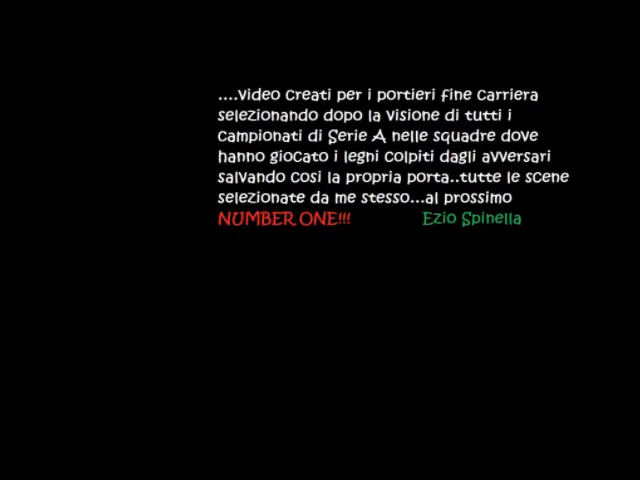 ....video creati per i portieri fine carriera
selezionando dopo la visione di tutti i
campionati di Serie A nelle squadre dove
hanno giocato i legni colpiti dagli avversari
salvando cosi la propria porta..tutte le scene
selezionate da me stesso...al prossimo
NUMBER ONE!!! Ezio Spinella